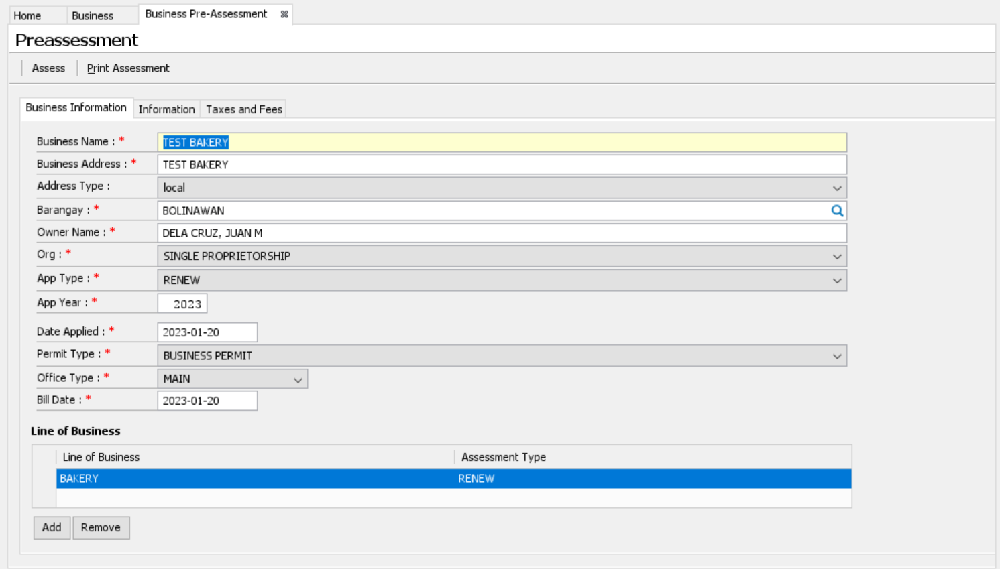 Home Business Business Pre-Assessment
Preassessment
Assess Print Assessment
Business Information Information Taxes and Fees
Business Name : * TEST BAKERY
Business Address : * TEST BAKERY
Address Type : local
Barangay : * BOLINAWAN
Owner Name : * DELA CRUZ, JUAN M
Org : * SINGLE PROPRIETORSHIP
App Type : * RENEW
App Year : * 2023
Date Applied : * 2023-01-20
Permit Type : * BUSINESS PERMIT
Office Type : * MAIN
Bill Date : * 2023-01-20
Line of Business
Line of Business Assessment Type
BAKERY RENEW
Add Remove